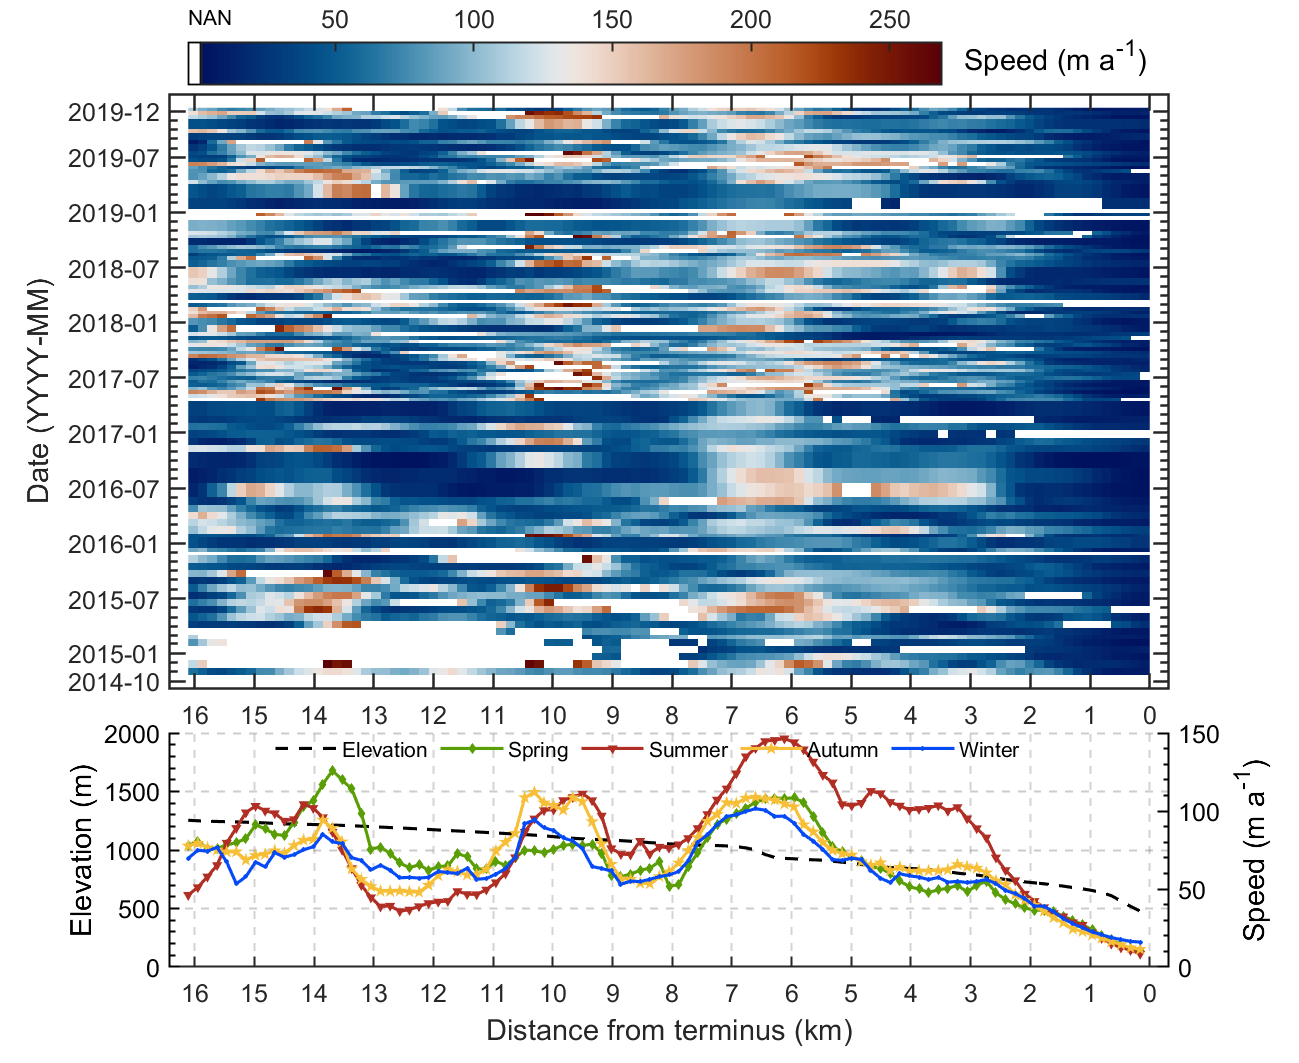 NAN 50 100 150 200 250
Speed (m a-1)
Date (YYYY-MM)
2019-12
2019-07
2019-01
2018-07
2018-01
2017-07
2017-01
2016-07
2016-01
2015-07
2015-01
2014-10
16 15 14 13 12 11 10 9 8 7 6 5 4 3 2 1 0
Elevation (m)
2000
1500
1000
500
0
Elevation Spring Summer Autumn Winter
150
100
50
0
Speed (m a-1)
16 15 14 13 12 11 10 9 8 7 6 5 4 3 2 1 0
Distance from terminus (km)